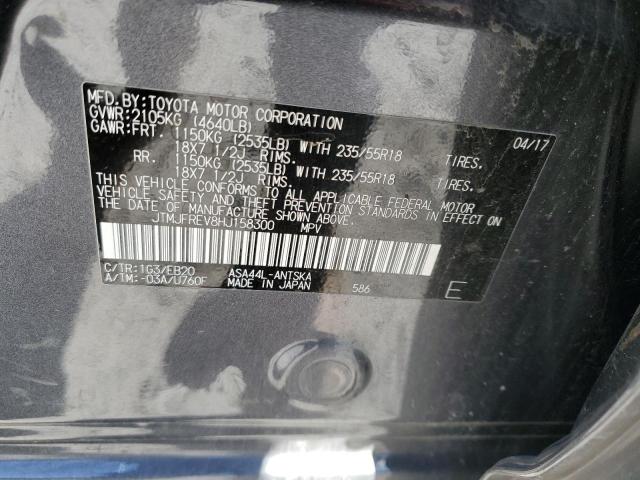 MFD.BY:TOYOTA MOTOR CORPORATION 04/17
GVWR:2105KG (4640LB)
GAWR:FRT. 1150KG (2535LB) WITH 235/55R18 TIRES.
18X7 1/2J RIMS.
RR. 1150KG (2535LB) WITH 235/55R18 TIRES.
18X7 1/2J RIMS.
THIS VEHICLE CONFORMS TO ALL APPLICABLE FEDERAL MOTOR
VEHICLE SAFETY AND THEFT PREVENTION STANDARDS IN EFFECT ON
THE DATE OF MANUFACTURE SHOWN ABOVE.
JTMJFREV8HJ158300 MPV
C/TR:1G3/EB20 ASA44L-ANTSKA
A/TM:-03A/U760F MADE IN JAPAN 586 E